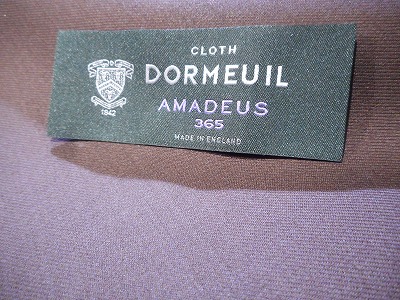 CLOTH
DORMEUIL
1842
AMADEUS
365
MADE IN ENGLAND